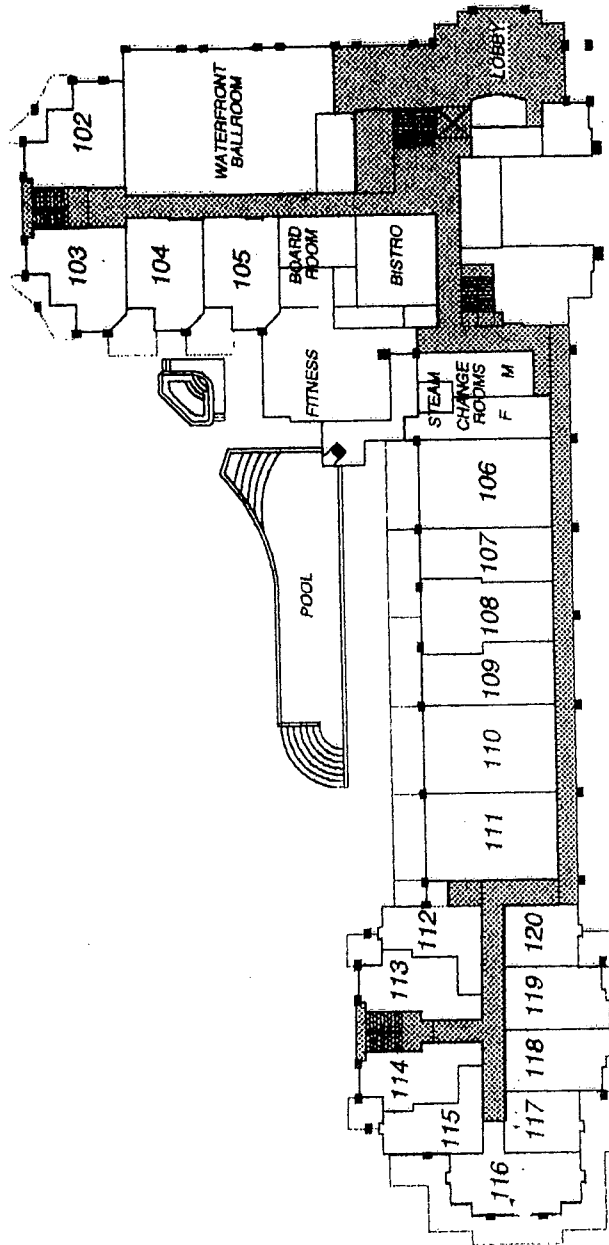 LOBBY
WATERFRONT
BALLROOM
102
103
104
105
BOARD
ROOM
BISTRO
FITNESS
STEAM
CHANGE
ROOMS
M
F
POOL
106
107
108
109
110
111
112
113
114
115
116
117
118
119
120